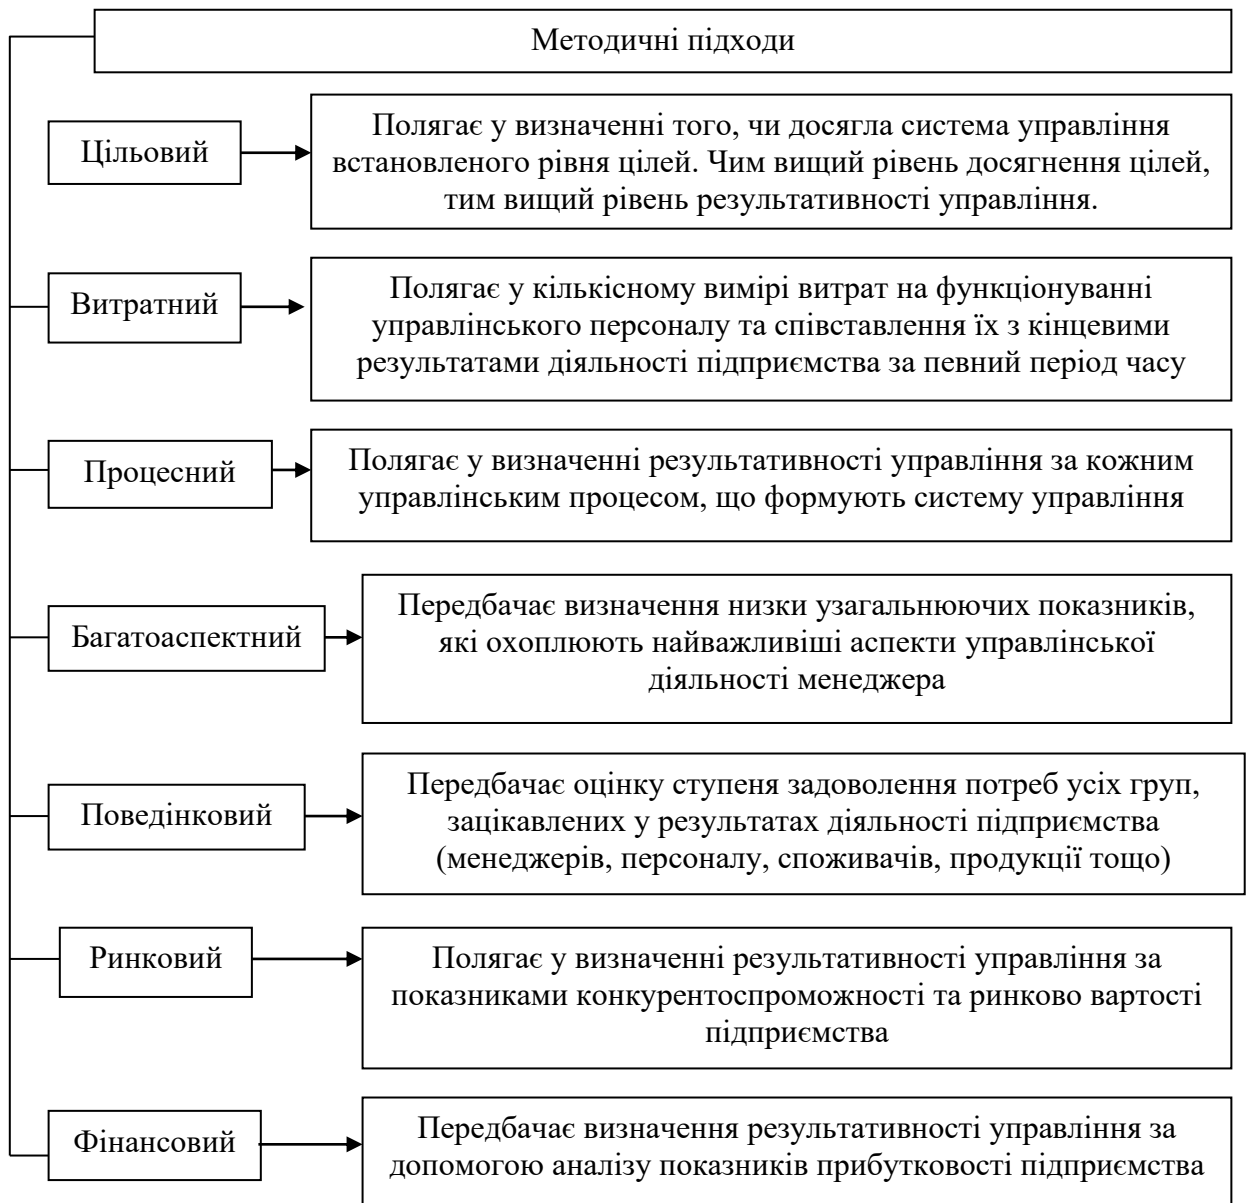 Методичні підходи
Цільовий
Полягає у визначенні того, чи досягла система управління
встановленого рівня цілей. Чим вищий рівень досягнення цілей,
тим вищий рівень результативності управління.
Витратний
Полягає у кількісному вимірі витрат на функціонуванні
управлінського персоналу та співставлення їх з кінцевими
результатами діяльності підприємства за певний період часу
Процесний
Полягає у визначенні результативності управління за кожним
управлінським процесом, що формують систему управління
Багатоаспектний
Передбачає визначення низки узагальнюючих показників,
які охоплюють найважливіші аспекти управлінської
діяльності менеджера
Поведінковий
Передбачає оцінку ступеня задоволення потреб усіх груп,
зацікавлених у результатах діяльності підприємства
(менеджерів, персоналу, споживачів, продукції тощо)
Ринковий
Полягає у визначенні результативності управління за
показниками конкурентоспроможності та ринково вартості
підприємства
Фінансовий
Передбачає визначення результативності управління за
допомогою аналізу показників прибутковості підприємства